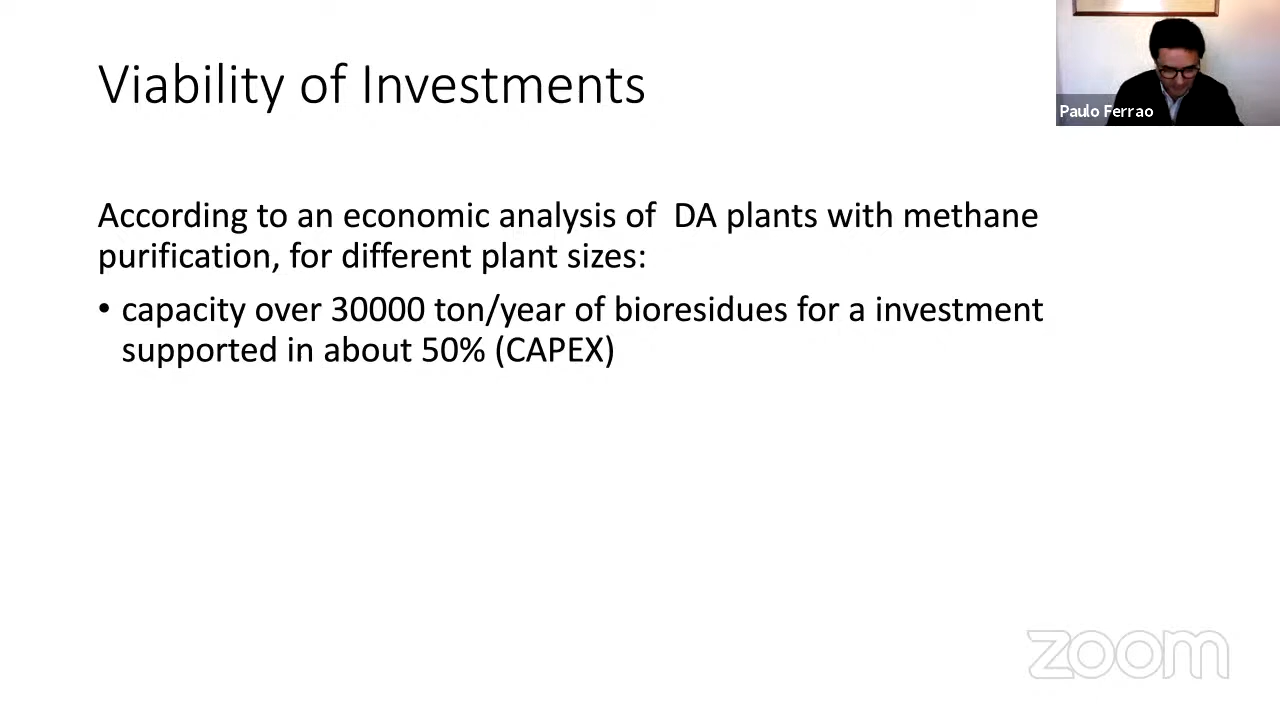 Viability of Investments
Paulo Ferrao
According to an economic analysis of DA plants with methane
purification, for different plant sizes:
• capacity over 30000 ton/year of bioresidues for a investment
supported in about 50% (CAPEX)
zoom